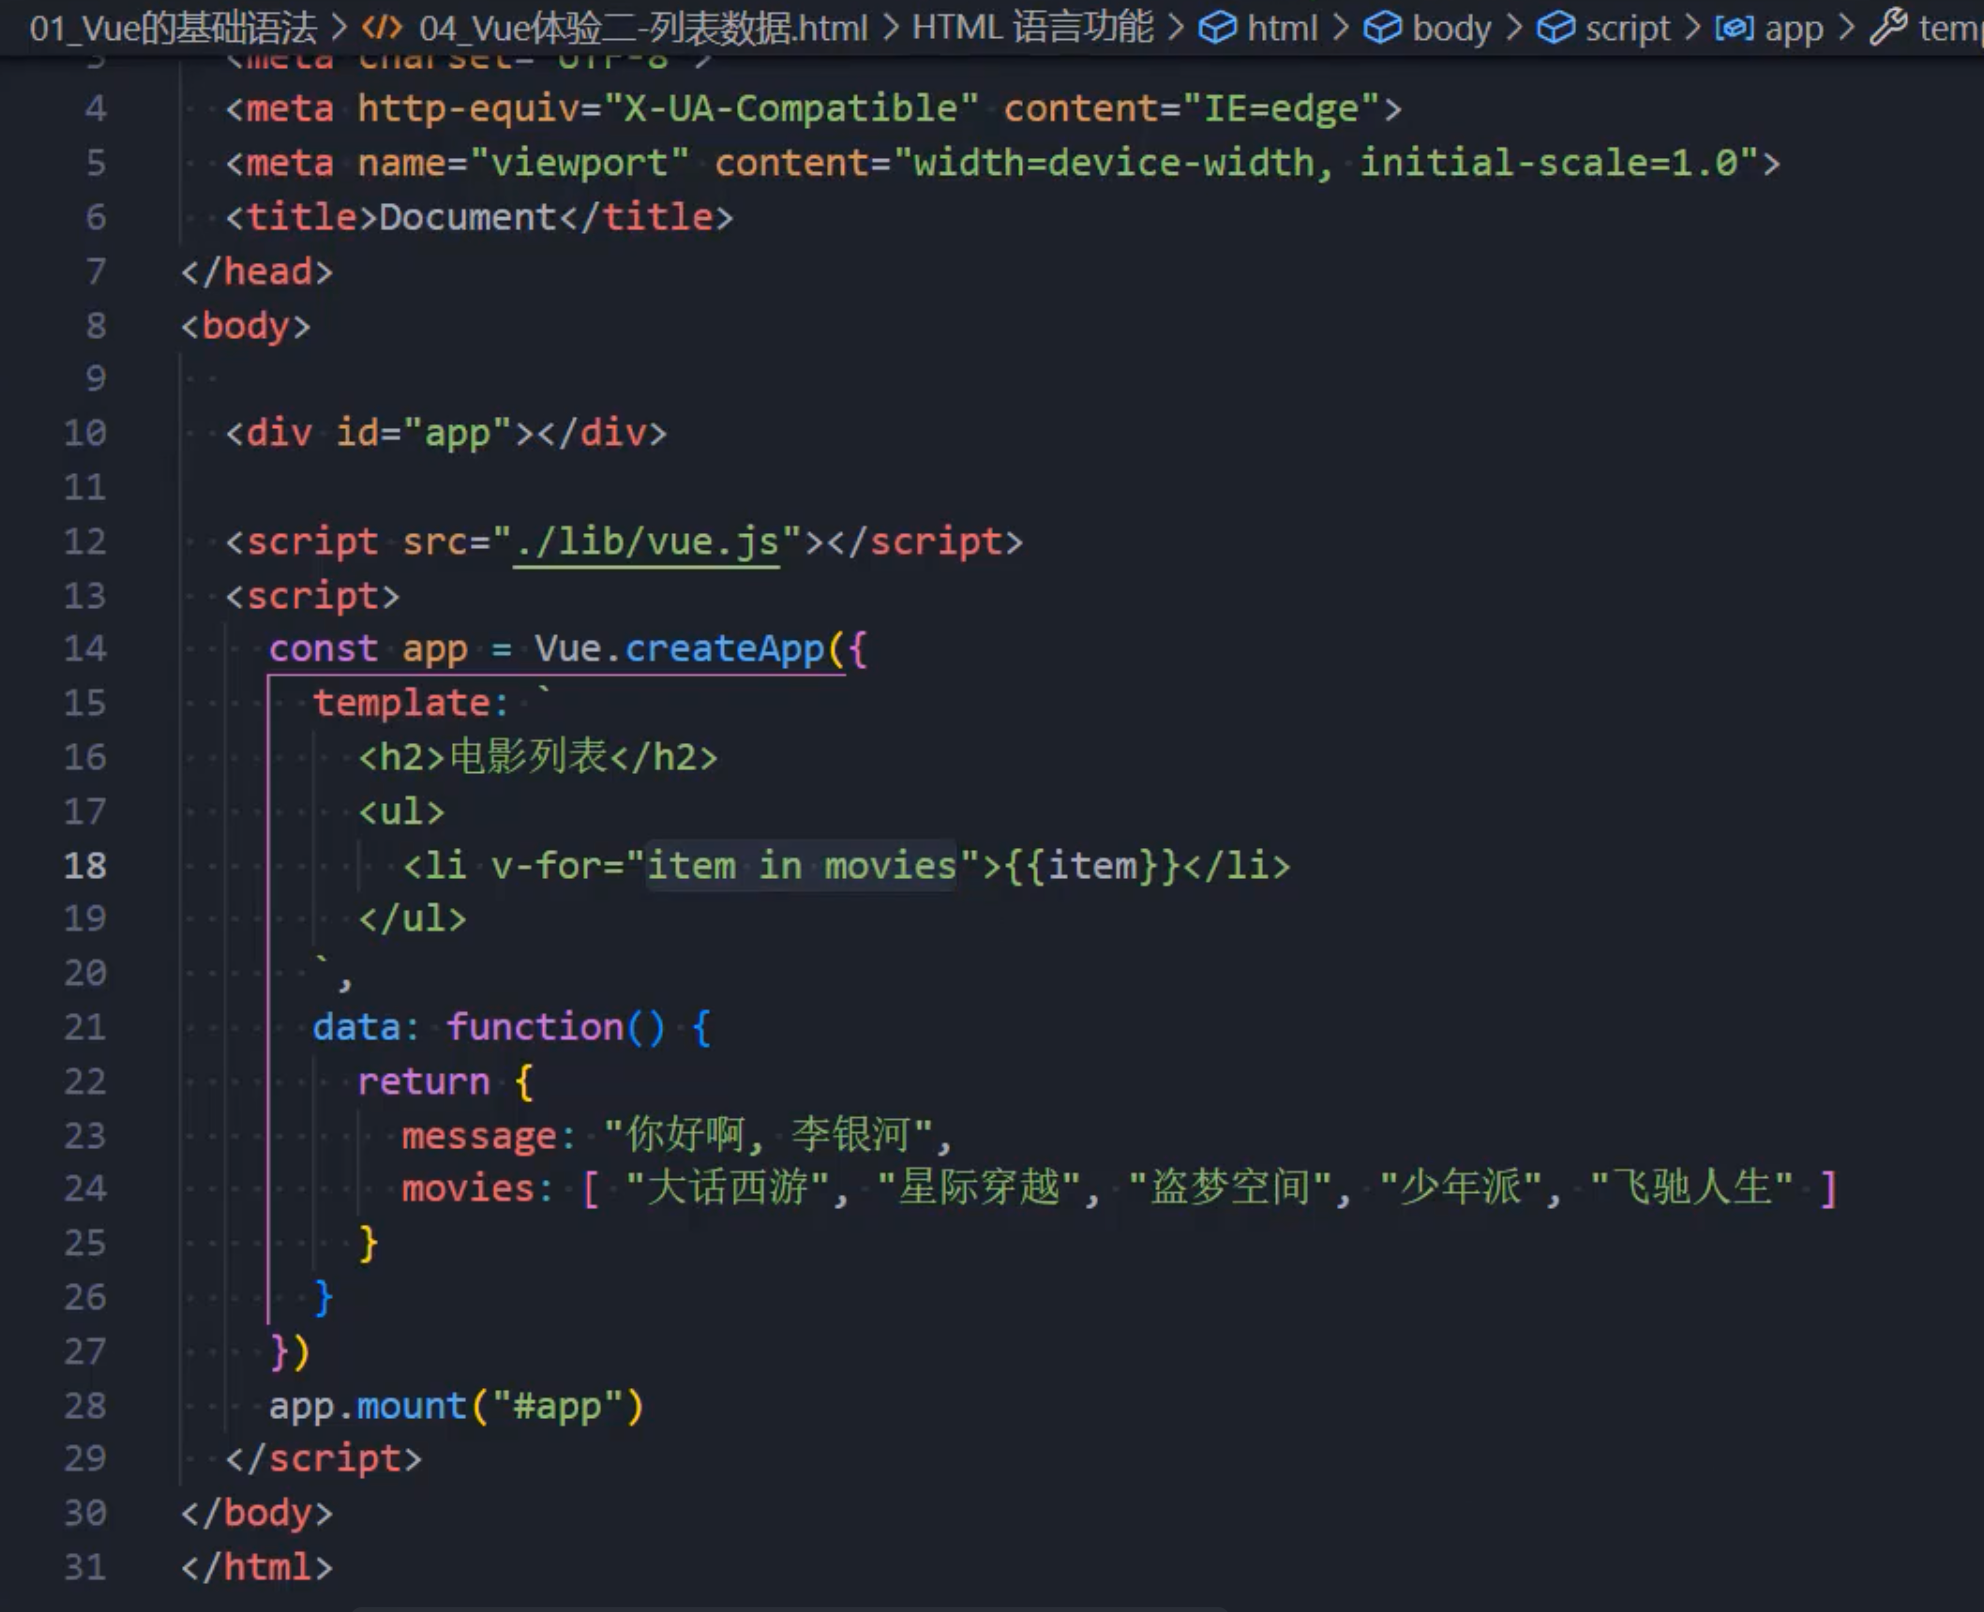 01_Vue的基础语法 > </> 04_Vue体验二-列表数据.html > HTML 语言功能 > html > body > script > app > temp
3 <meta charset="UTF-8">
4 <meta http-equiv="X-UA-Compatible" content="IE=edge">
5 <meta name="viewport" content="width=device-width, initial-scale=1.0">
6 <title>Document</title>
7 </head>
8 <body>
9
10 <div id="app"></div>
11
12 <script src="./lib/vue.js"></script>
13 <script>
14 const app = Vue.createApp({
15 template: `
16 <h2>电影列表</h2>
17 <ul>
18 <li v-for="item in movies">{{item}}</li>
19 </ul>
20 `,
21 data: function() {
22 return {
23 message: "你好啊, 李银河",
24 movies: [ "大话西游", "星际穿越", "盗梦空间", "少年派", "飞驰人生" ]
25 }
26 }
27 })
28 app.mount("#app")
29 </script>
30 </body>
31 </html>